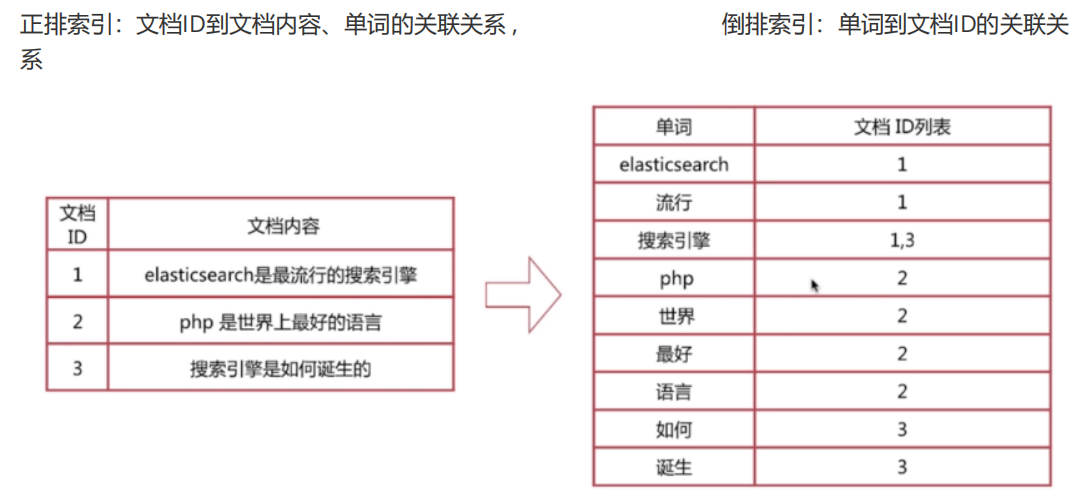 正排索引：文档ID到文档内容、单词的关联关系， 倒排索引：单词到文档ID的关联关
系
文档
ID
文档内容
1 elasticsearch是最流行的搜索引擎
2 php 是世界上最好的语言
3 搜索引擎是如何诞生的
单词 文档 ID列表
elasticsearch 1
流行 1
搜索引擎 1,3
php 2
世界 2
最好 2
语言 2
如何 3
诞生 3